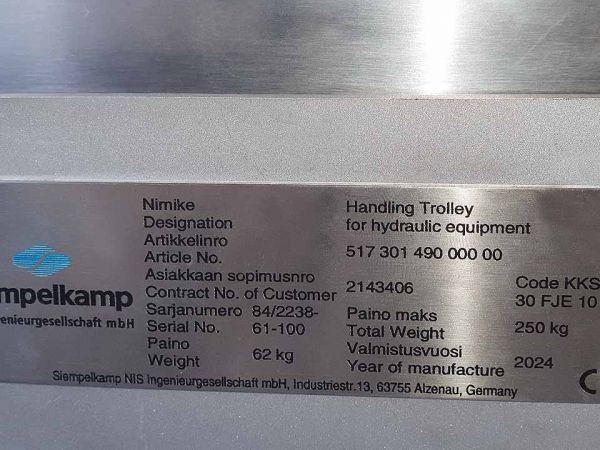 Nimike Handling Trolley
Designation for hydraulic equipment
Artikkelinro
Article No. 517 301 490 000 00
Asiakkaan sopimusnro Code KKS
Contract No. of Customer 2143406 30 FJE 10
Sarjanumero 84/2238- Paino maks
Serial No. 61-100 Total Weight 250 kg
Paino Valmistusvuosi
Weight 62 kg Year of manufacture 2024
mpelkamp
enieurgesellschaft mbH
Siempelkamp NIS Ingenieurgesellschaft mbH, Industriestr.13, 63755 Alzenau, Germany